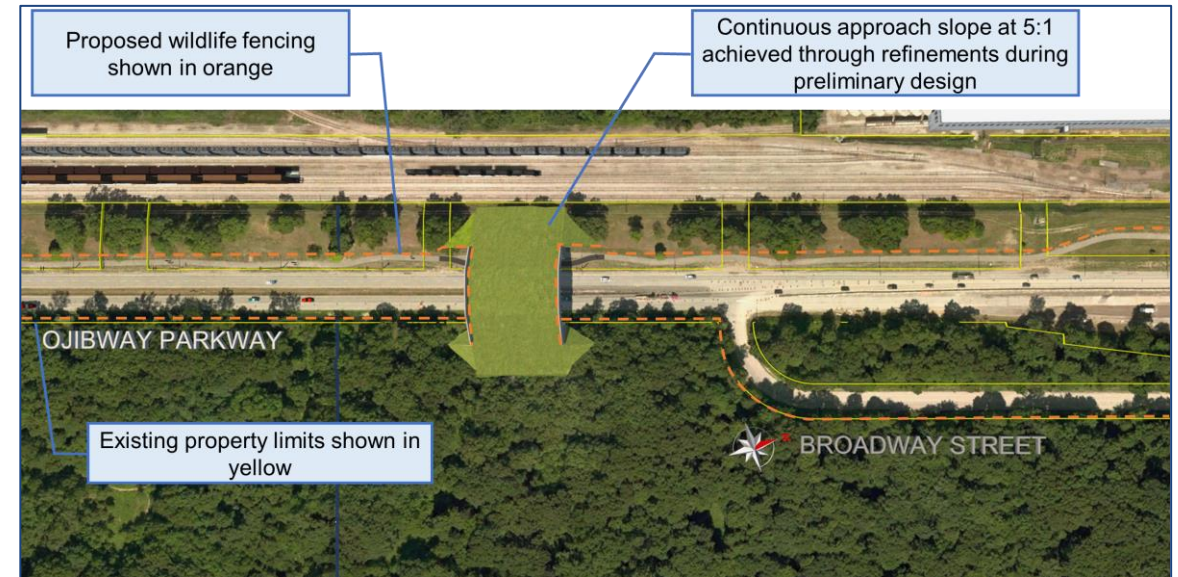 Proposed wildlife fencing
shown in orange
Continuous approach slope at 5:1
achieved through refinements during
preliminary design
OJIBWAY PARKWAY
Existing property limits shown in
yellow
BROADWAY STREET